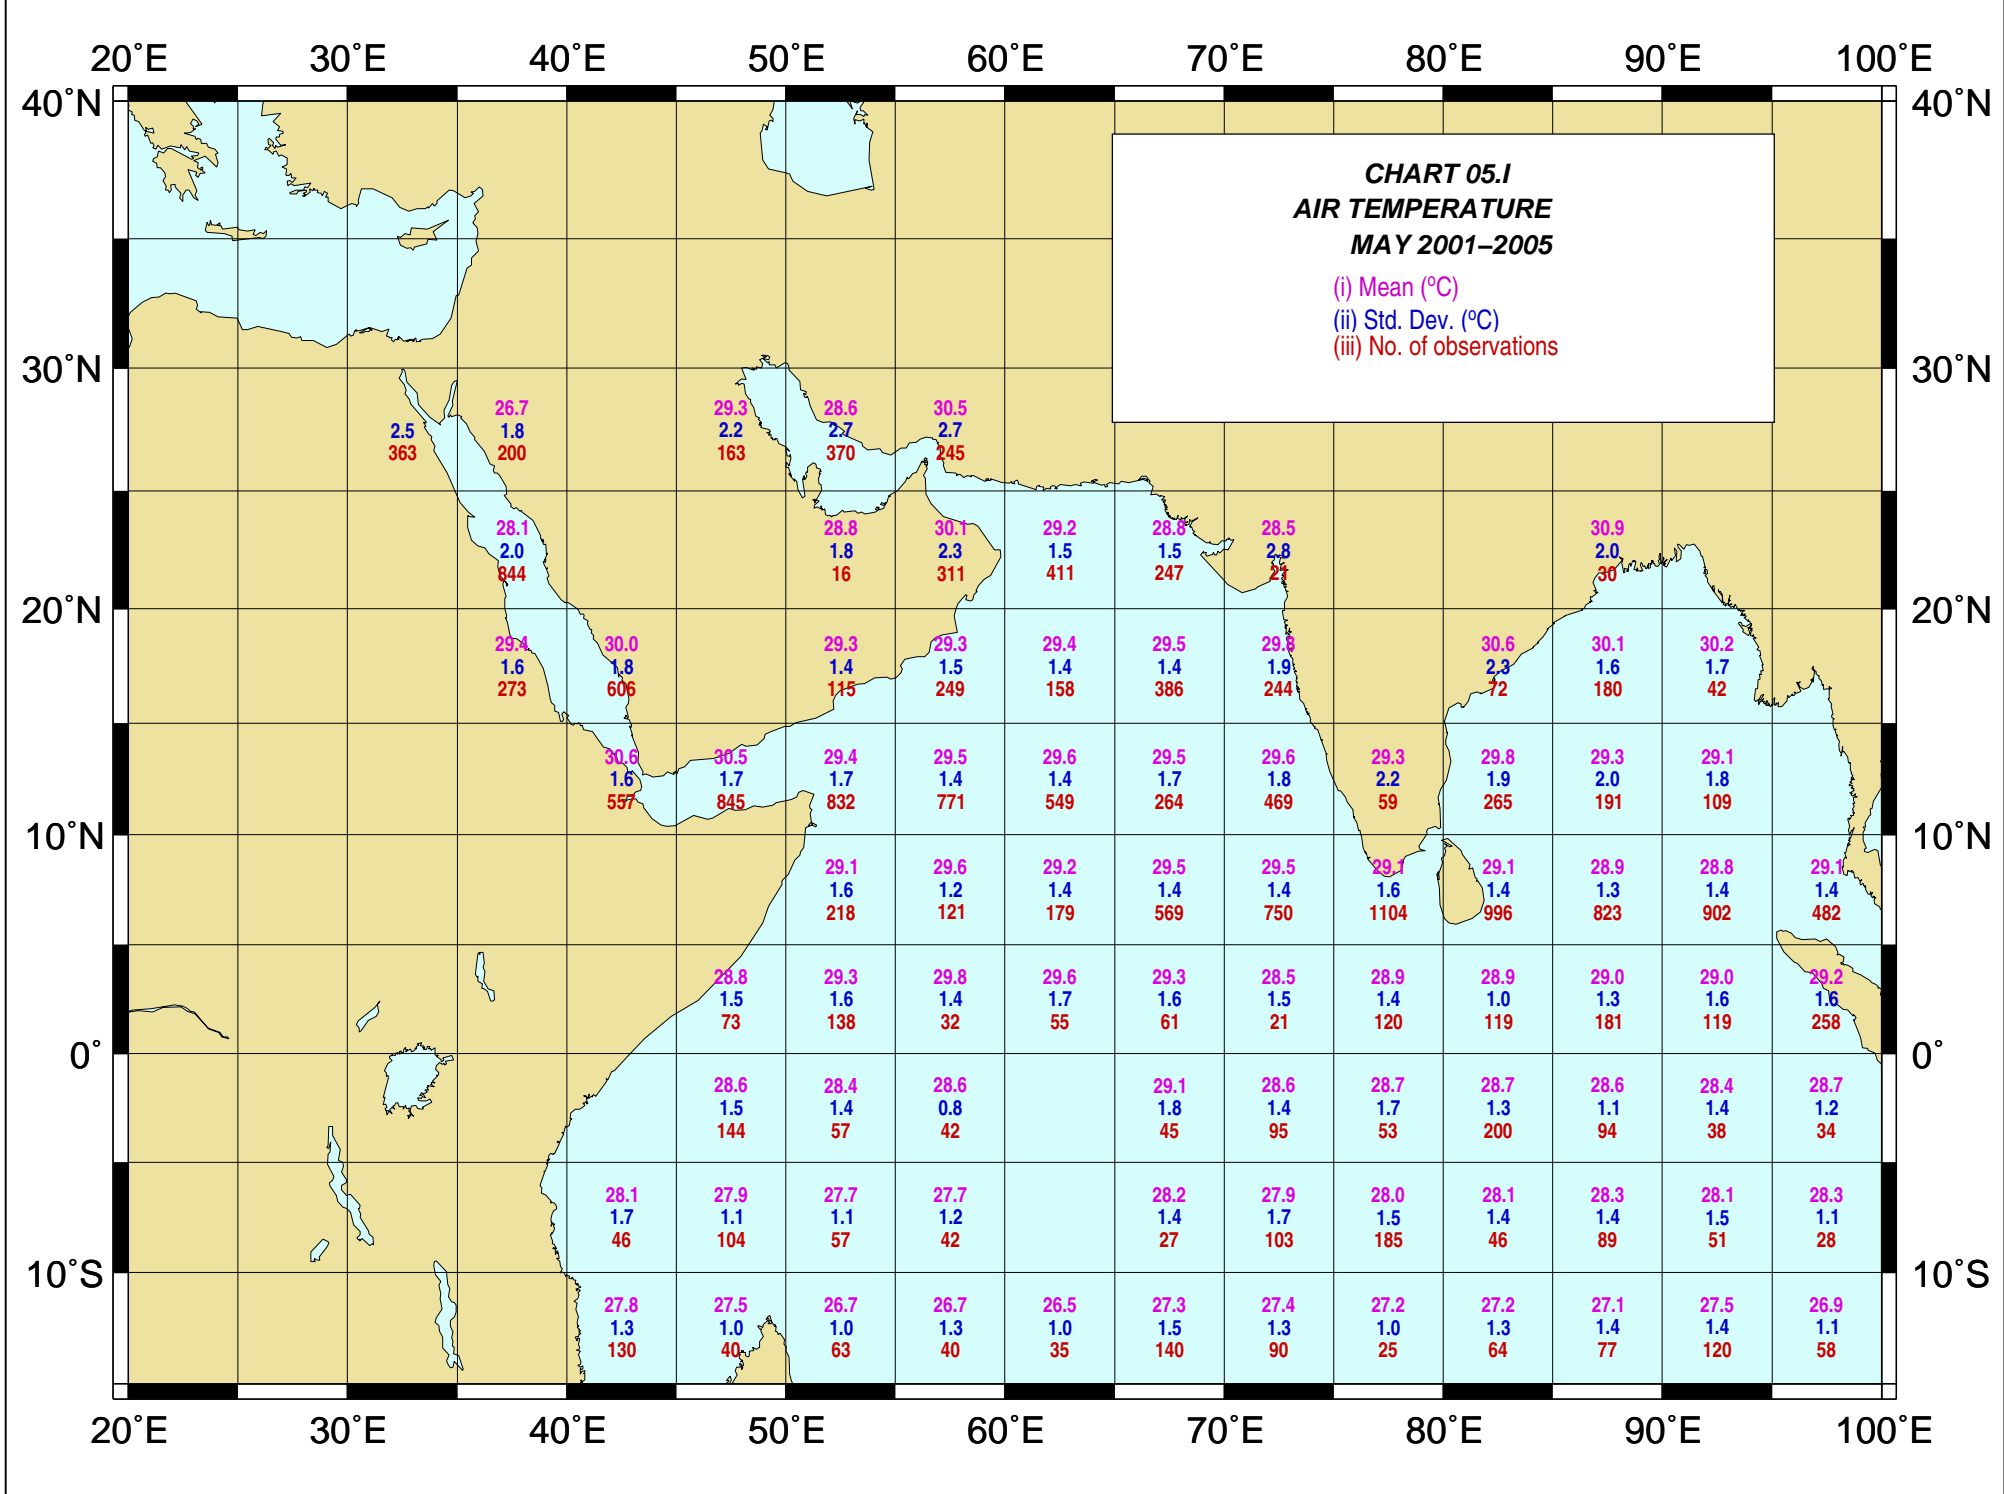 20°E 30°E 40°E 50°E 60°E 70°E 80°E 90°E 100°E
40°N 40°N
CHART 05.I
AIR TEMPERATURE
MAY 2001–2005
(i) Mean (°C)
(ii) Std. Dev. (°C)
(iii) No. of observations
30°N 30°N
26.7 29.3 28.6 30.5
2.5 1.8 2.2 2.7 2.7
363 200 163 370 245
28.1 28.8 30.1 29.2 28.8 28.5 30.9
2.0 1.8 2.3 1.5 1.5 2.8 2.0
844 16 311 411 247 21 30
20°N 20°N
29.4 30.0 29.3 29.3 29.4 29.5 29.8 30.6 30.1 30.2
1.6 1.8 1.4 1.5 1.4 1.4 1.9 2.3 1.6 1.7
273 606 115 249 158 386 244 72 180 42
30.6 30.5 29.4 29.5 29.6 29.5 29.6 29.3 29.8 29.3 29.1
1.6 1.7 1.7 1.4 1.4 1.7 1.8 2.2 1.9 2.0 1.8
557 845 832 771 549 264 469 59 265 191 109
10°N 10°N
29.1 29.6 29.2 29.5 29.5 29.1 29.1 28.9 28.8 29.1
1.6 1.2 1.4 1.4 1.4 1.6 1.4 1.3 1.4 1.4
218 121 179 569 750 1104 996 823 902 482
28.8 29.3 29.8 29.6 29.3 28.5 28.9 28.9 29.0 29.0 29.2
1.5 1.6 1.4 1.7 1.6 1.5 1.4 1.0 1.3 1.6 1.6
73 138 32 55 61 21 120 119 181 119 258
0° 0°
28.6 28.4 28.6 29.1 28.6 28.7 28.7 28.6 28.4 28.7
1.5 1.4 0.8 1.8 1.4 1.7 1.3 1.1 1.4 1.2
144 57 42 45 95 53 200 94 38 34
28.1 27.9 27.7 27.7 28.2 27.9 28.0 28.1 28.3 28.1 28.3
1.7 1.1 1.1 1.2 1.4 1.7 1.5 1.4 1.4 1.5 1.1
46 104 57 42 27 103 185 46 89 51 28
10°S 10°S
27.8 27.5 26.7 26.7 26.5 27.3 27.4 27.2 27.2 27.1 27.5 26.9
1.3 1.0 1.0 1.3 1.0 1.5 1.3 1.0 1.3 1.4 1.4 1.1
130 40 63 40 35 140 90 25 64 77 120 58
20°E 30°E 40°E 50°E 60°E 70°E 80°E 90°E 100°E